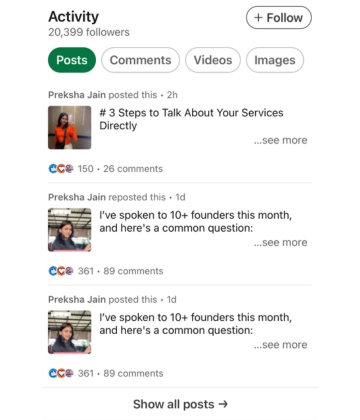 Activity
+ Follow
20,399 followers
Posts
Comments
Videos
Images
Preksha Jain posted this • 2h
# 3 Steps to Talk About Your Services
Directly
...see more
150 • 26 comments
Preksha Jain reposted this • 1d
I've spoken to 10+ founders this month,
and here's a common question:
...see more
361 • 89 comments
Preksha Jain posted this • 1d
I've spoken to 10+ founders this month,
and here's a common question:
...see more
361 • 89 comments
Show all posts →